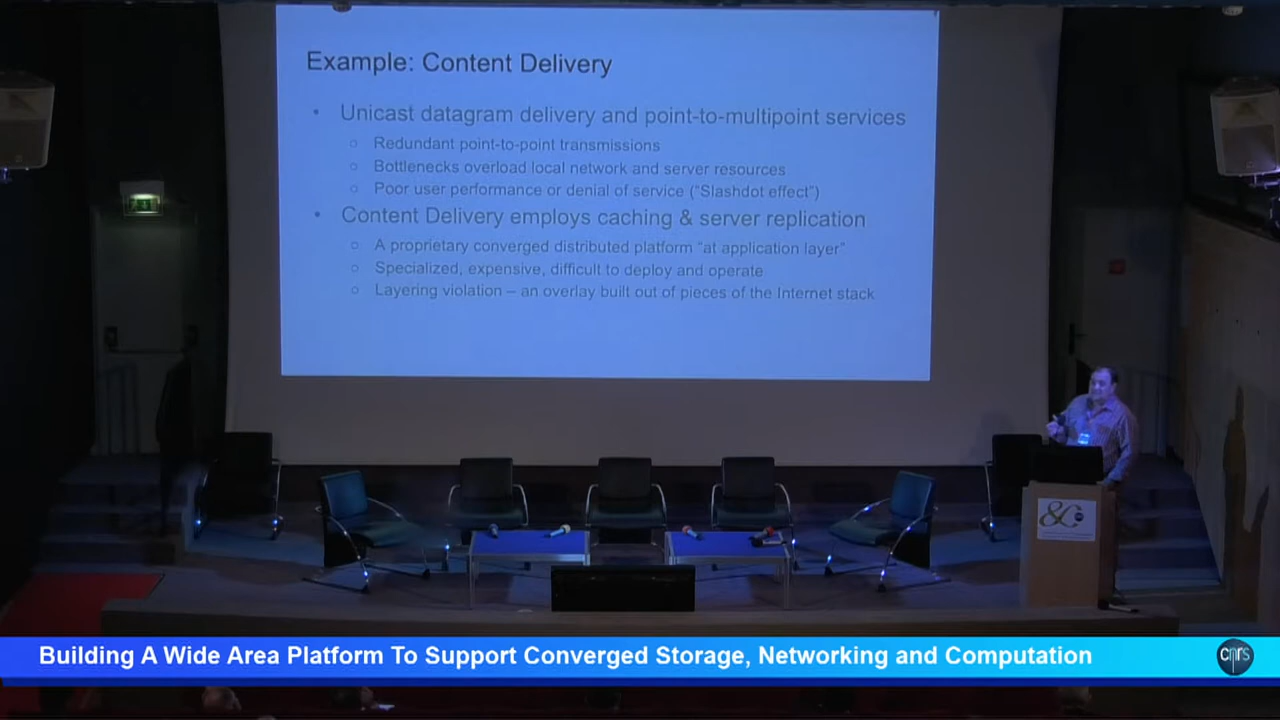 Example: Content Delivery
• Unicast datagram delivery and point-to-multipoint services
○ Redundant point-to-point transmissions
○ Bottlenecks overload local network and server resources
○ Poor user performance or denial of service (“Slashdot effect”)
• Content Delivery employs caching & server replication
○ A proprietary converged distributed platform “at application layer”
○ Specialized, expensive, difficult to deploy and operate
○ Layering violation – an overlay built out of pieces of the Internet stack
&C
Building A Wide Area Platform To Support Converged Storage, Networking and Computation
cnrs